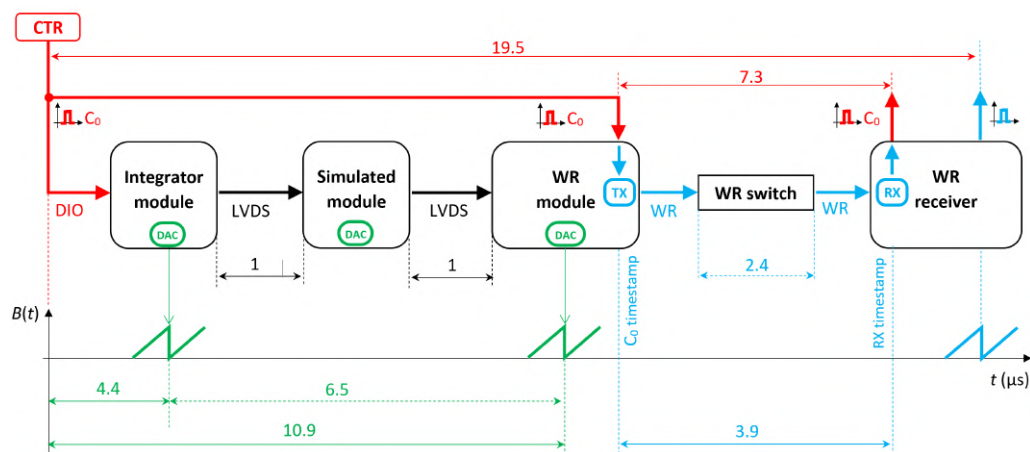 CTR
19.5
7.3
C₀
C₀
C₀
Integrator
module
Simulated
module
WR
module
TX
WR switch
RX
WR
receiver
DIO
LVDS
LVDS
WR
WR
DAC
DAC
DAC
1
1
2.4
C₀ timestamp
RX timestamp
B(t)
t (µs)
4.4
6.5
10.9
3.9